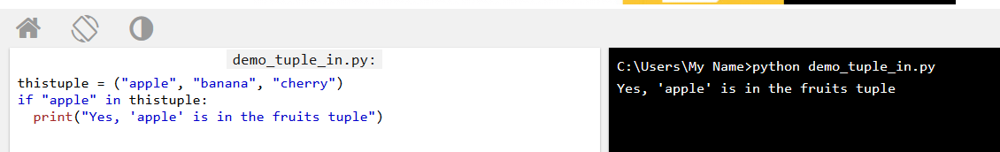 demo_tuple_in.py:
thistuple = ("apple", "banana", "cherry")
if "apple" in thistuple:
  print("Yes, 'apple' is in the fruits tuple")
C:\Users\My Name>python demo_tuple_in.py
Yes, 'apple' is in the fruits tuple